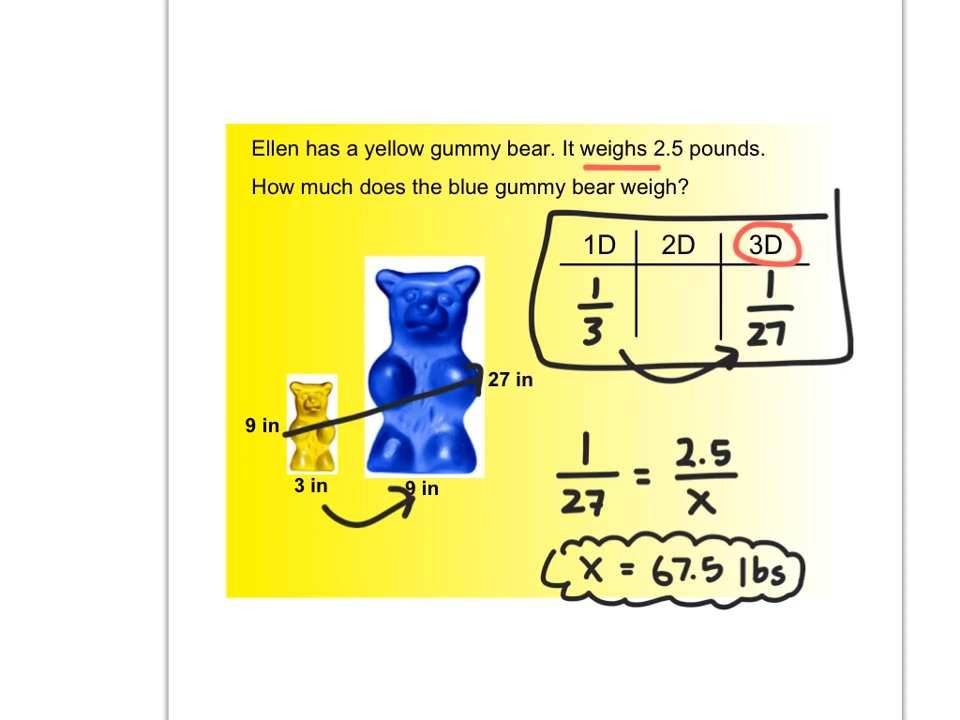 Ellen has a yellow gummy bear. It weighs 2.5 pounds.
How much does the blue gummy bear weigh?
1D 2D 3D
1/3 1/27
27 in
9 in
3 in 9 in
1/27 = 2.5/x
x = 67.5 lbs